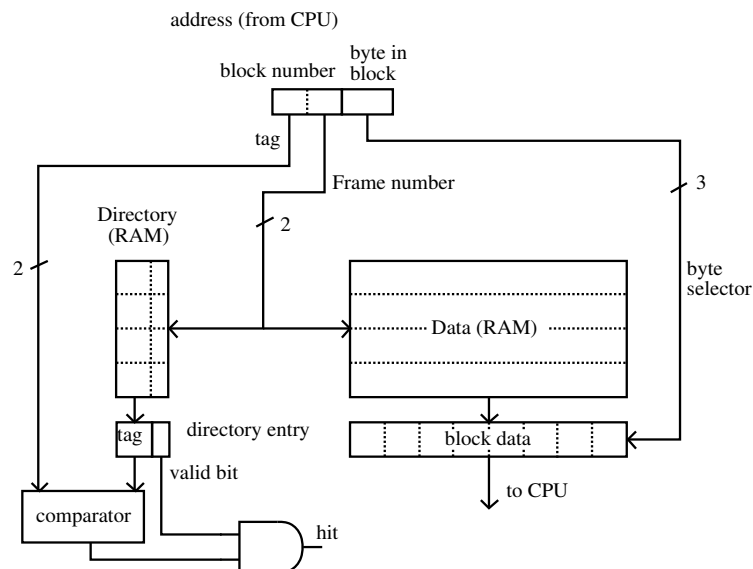 address (from CPU)
block number
byte in
block
tag
Frame number
3
Directory
(RAM)
2
2
byte
selector
Data (RAM)
tag
directory entry
block data
valid bit
to CPU
comparator
hit